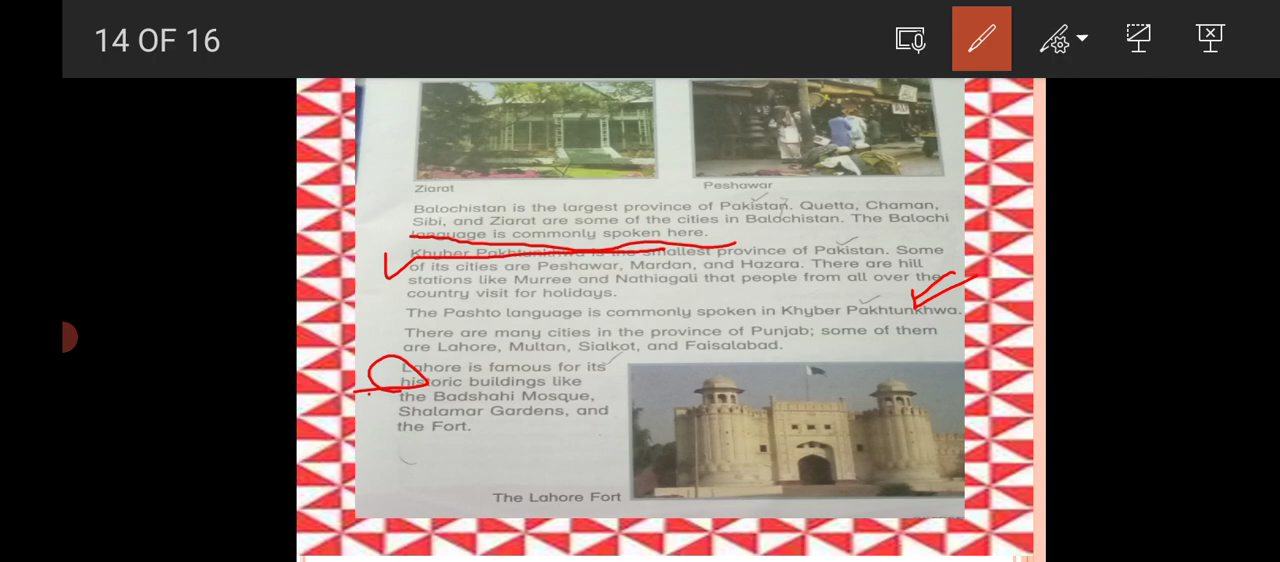 14 OF 16
Ziarat
Peshawar
Balochistan is the largest province of Pakistan. Quetta, Chaman,
Sibi, and Ziarat are some of the cities in Balochistan. The Balochi
language is commonly spoken here.
Khyber Pakhtunkhwa is the smallest province of Pakistan. Some
of its cities are Peshawar, Mardan, and Hazara. There are hill
stations like Murree and Nathiagali that people from all over the
country visit for holidays.
The Pashto language is commonly spoken in Khyber Pakhtunkhwa.
There are many cities in the province of Punjab; some of them
are Lahore, Multan, Sialkot, and Faisalabad.
Lahore is famous for its
historic buildings like
the Badshahi Mosque,
Shalamar Gardens, and
the Fort.
The Lahore Fort